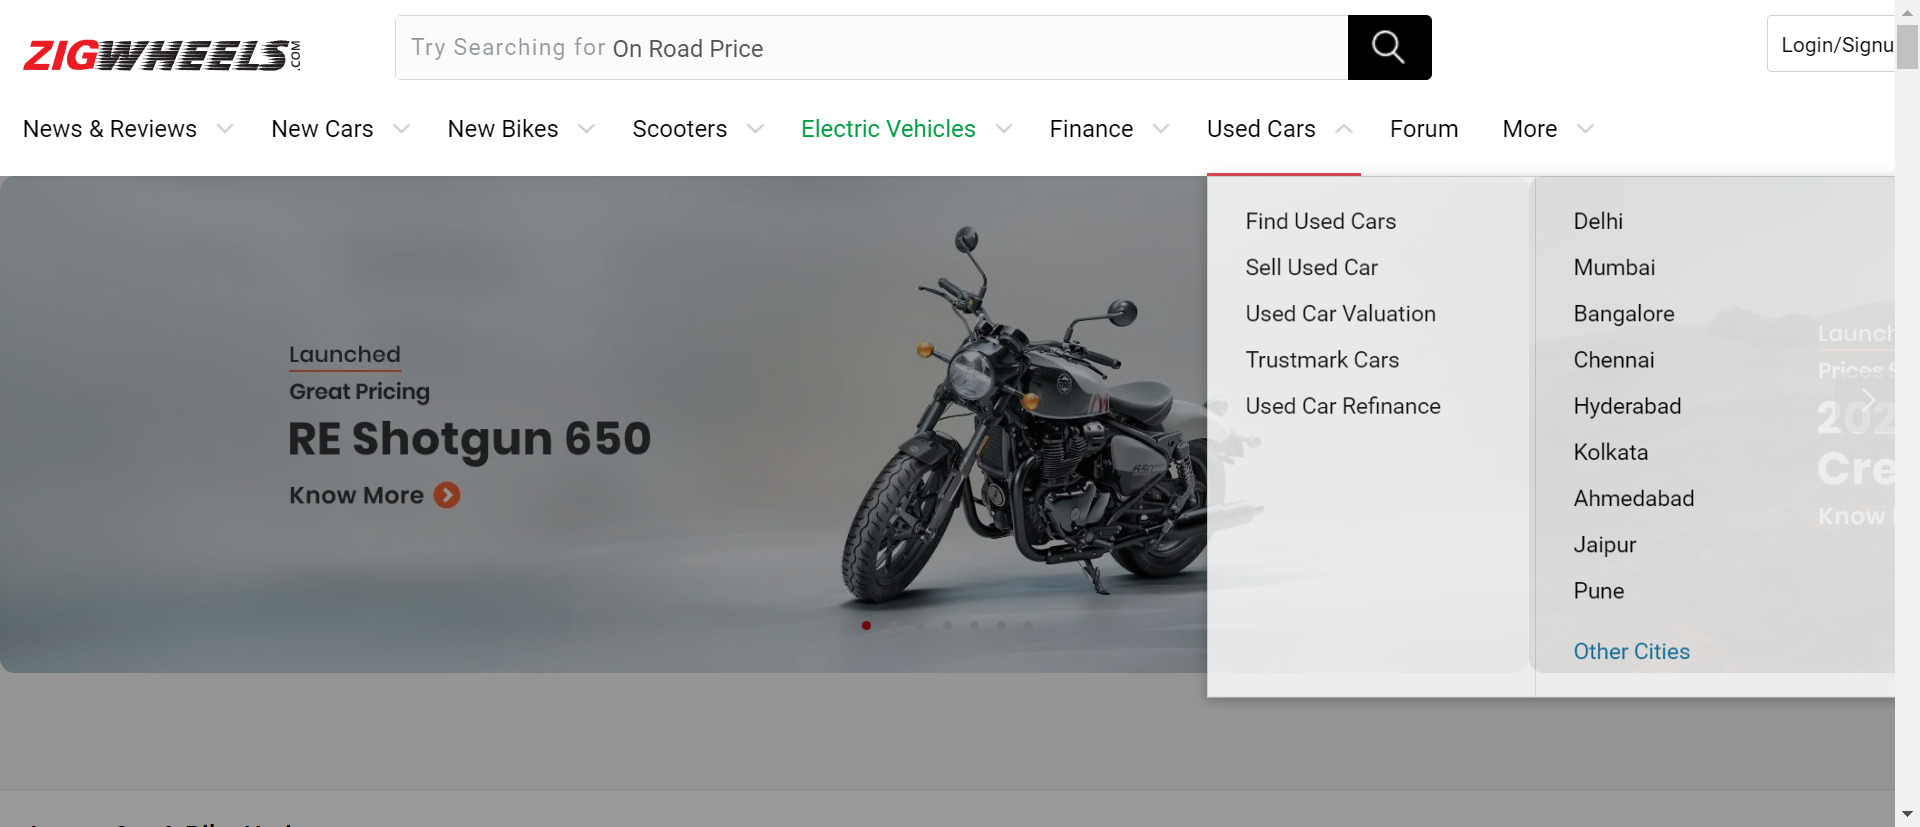 ZIGWHEELS.COM
Try Searching for On Road Price
Login/Signu
News & Reviews
New Cars
New Bikes
Scooters
Electric Vehicles
Finance
Used Cars
Forum
More
Launched
Great Pricing
RE Shotgun 650
Know More
Find Used Cars
Sell Used Car
Used Car Valuation
Trustmark Cars
Used Car Refinance
Delhi
Mumbai
Bangalore
Chennai
Hyderabad
Kolkata
Ahmedabad
Jaipur
Pune
Other Cities
Launch
Prices
202
Cre
Know